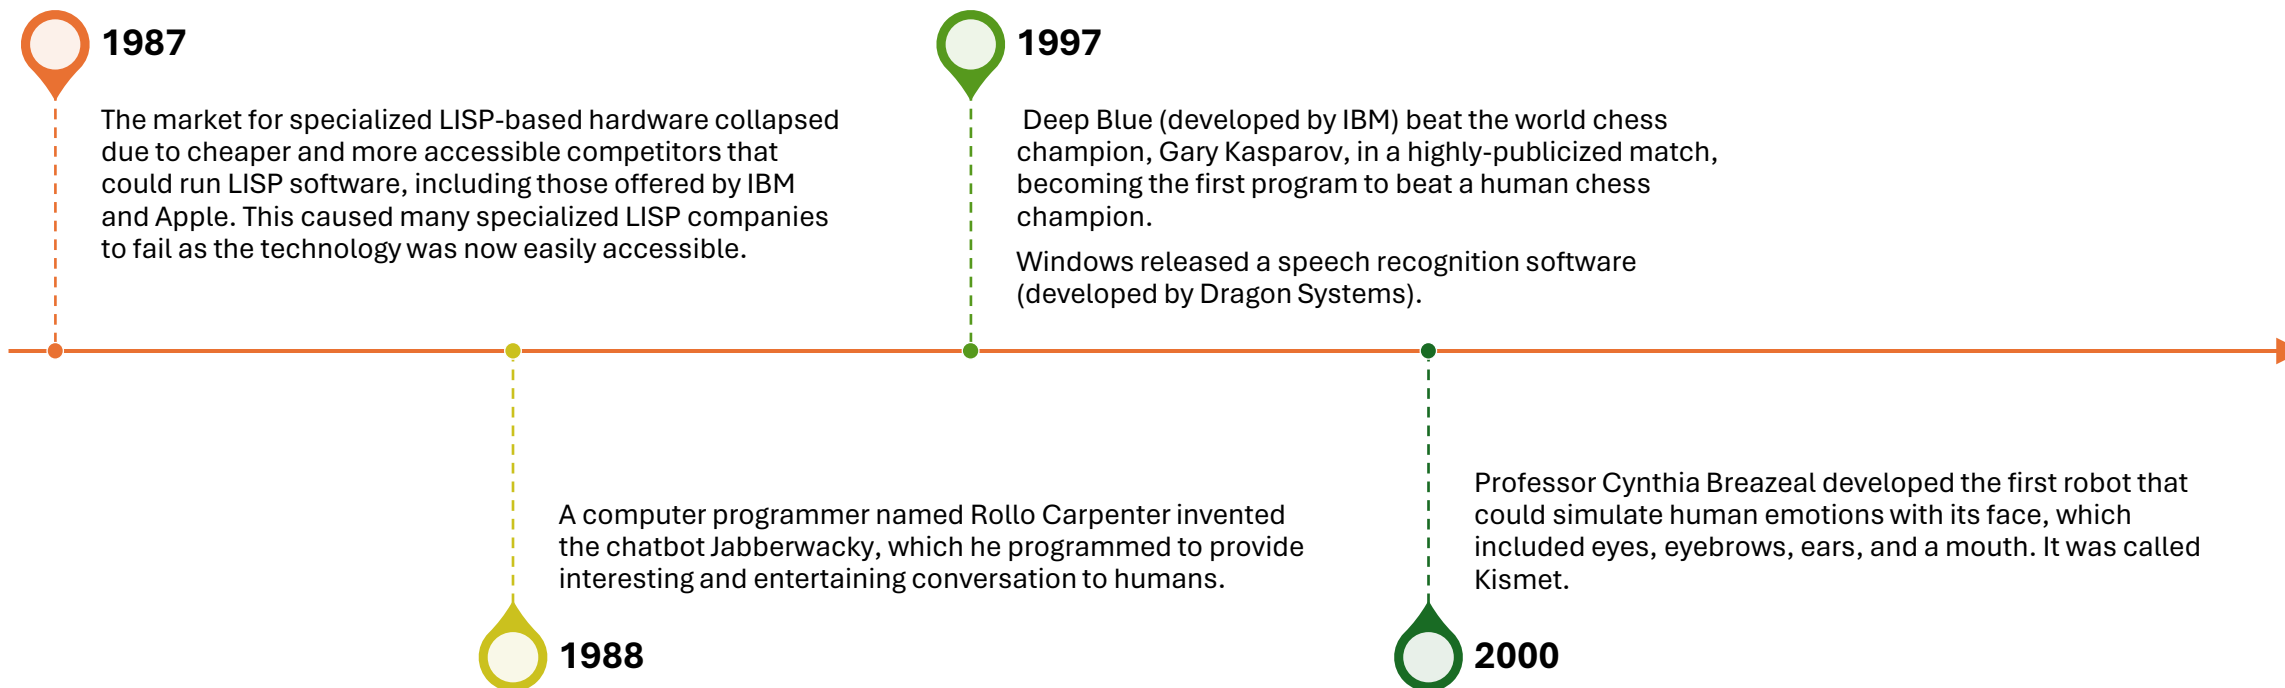 1987
The market for specialized LISP-based hardware collapsed
due to cheaper and more accessible competitors that
could run LISP software, including those offered by IBM
and Apple. This caused many specialized LISP companies
to fail as the technology was now easily accessible.
1997
Deep Blue (developed by IBM) beat the world chess
champion, Gary Kasparov, in a highly-publicized match,
becoming the first program to beat a human chess
champion.
Windows released a speech recognition software
(developed by Dragon Systems).
A computer programmer named Rollo Carpenter invented
the chatbot Jabberwacky, which he programmed to provide
interesting and entertaining conversation to humans.
1988
Professor Cynthia Breazeal developed the first robot that
could simulate human emotions with its face, which
included eyes, eyebrows, ears, and a mouth. It was called
Kismet.
2000